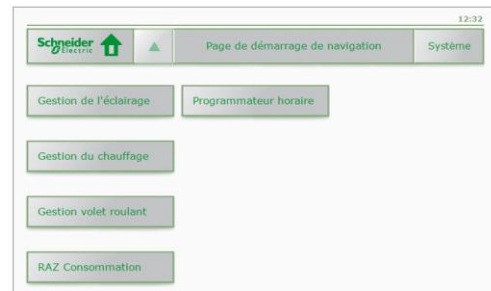 12:32
Schneider Electric
Page de démarrage de navigation
Système
Gestion de l'éclairage
Programmateur horaire
Gestion du chauffage
Gestion volet roulant
RAZ Consommation